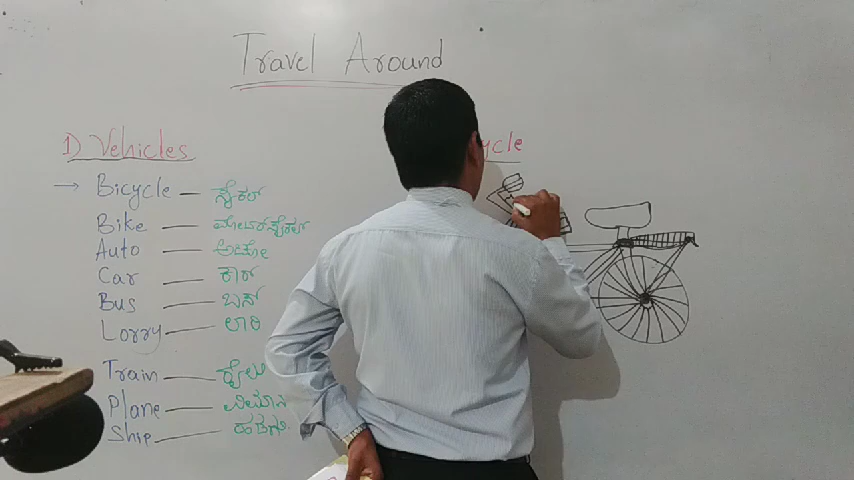 Travel Around
1) Vehicles
→ Bicycle — ಸೈಕಲ್
Bike — ಮೋಟರ್ ಸೈಕಲ್
Auto — ಆಟೋ
Car — ಕಾರ್
Bus — ಬಸ್
Lorry — ಲಾರಿ
Train — ರೈಲು
Plane — ವಿಮಾನ
Ship — ಹಡಗು
ycle